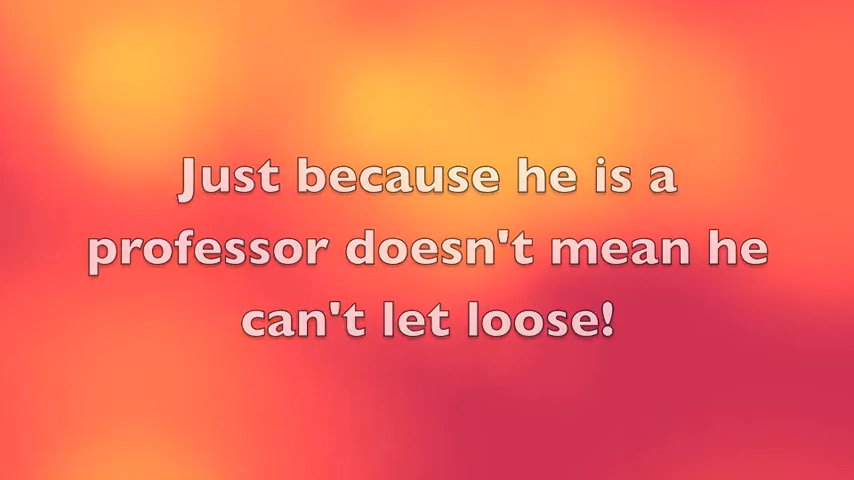 Just because he is a
professor doesn't mean he
can't let loose!